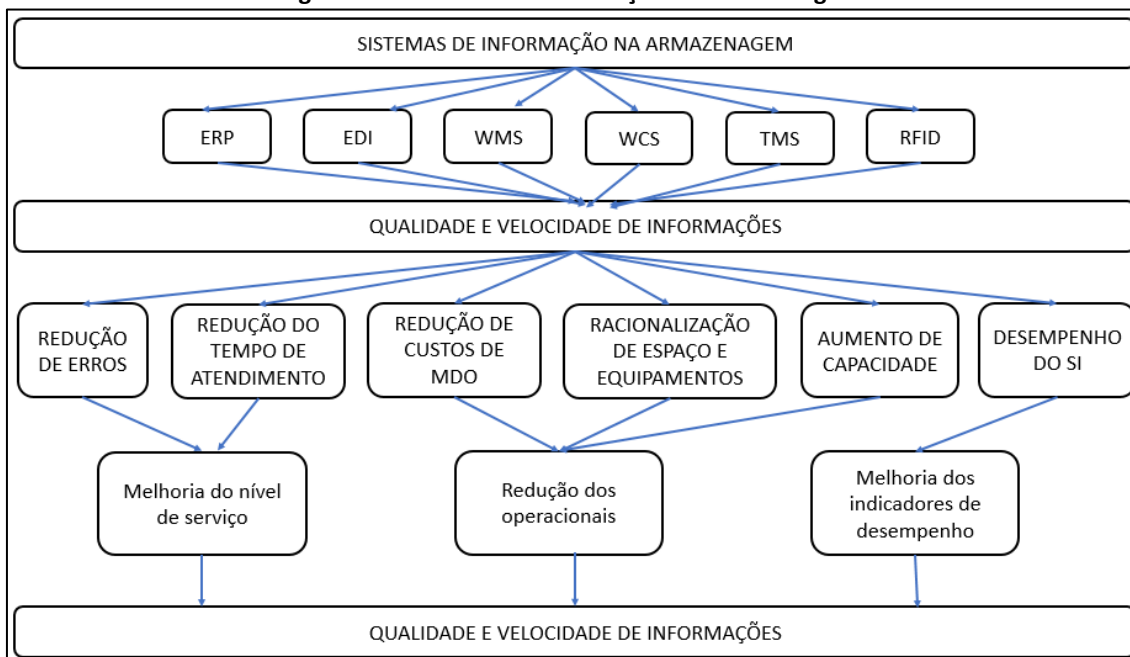 SISTEMAS DE INFORMAÇÃO NA ARMAZENAGEM
ERP
EDI
WMS
WCS
TMS
RFID
QUALIDADE E VELOCIDADE DE INFORMAÇÕES
REDUÇÃO
DE ERROS
REDUÇÃO DO
TEMPO DE
ATENDIMENTO
REDUÇÃO DE
CUSTOS DE
MDO
RACIONALIZAÇÃO
DE ESPAÇO E
EQUIPAMENTOS
AUMENTO DE
CAPACIDADE
DESEMPENHO
DO SI
Melhoria do nível
de serviço
Redução dos
operacionais
Melhoria dos
indicadores de
desempenho
QUALIDADE E VELOCIDADE DE INFORMAÇÕES